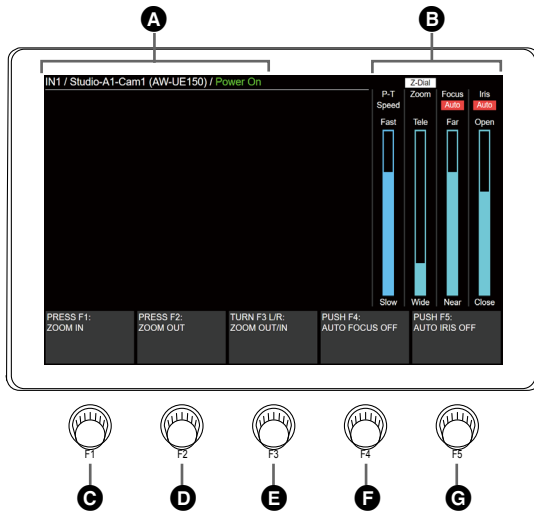 A
B
IN1 / Studio-A1-Cam1 (AW-UE150) / Power On
Z-Dial
P-T Speed
Zoom
Focus
Iris
Auto
Auto
Fast
Tele
Far
Open
Slow
Wide
Near
Close
PRESS F1:
ZOOM IN
PRESS F2:
ZOOM OUT
TURN F3 L/R:
ZOOM OUT/IN
PUSH F4:
AUTO FOCUS OFF
PUSH F5:
AUTO IRIS OFF
F1
F2
F3
F4
F5
C
D
E
F
G